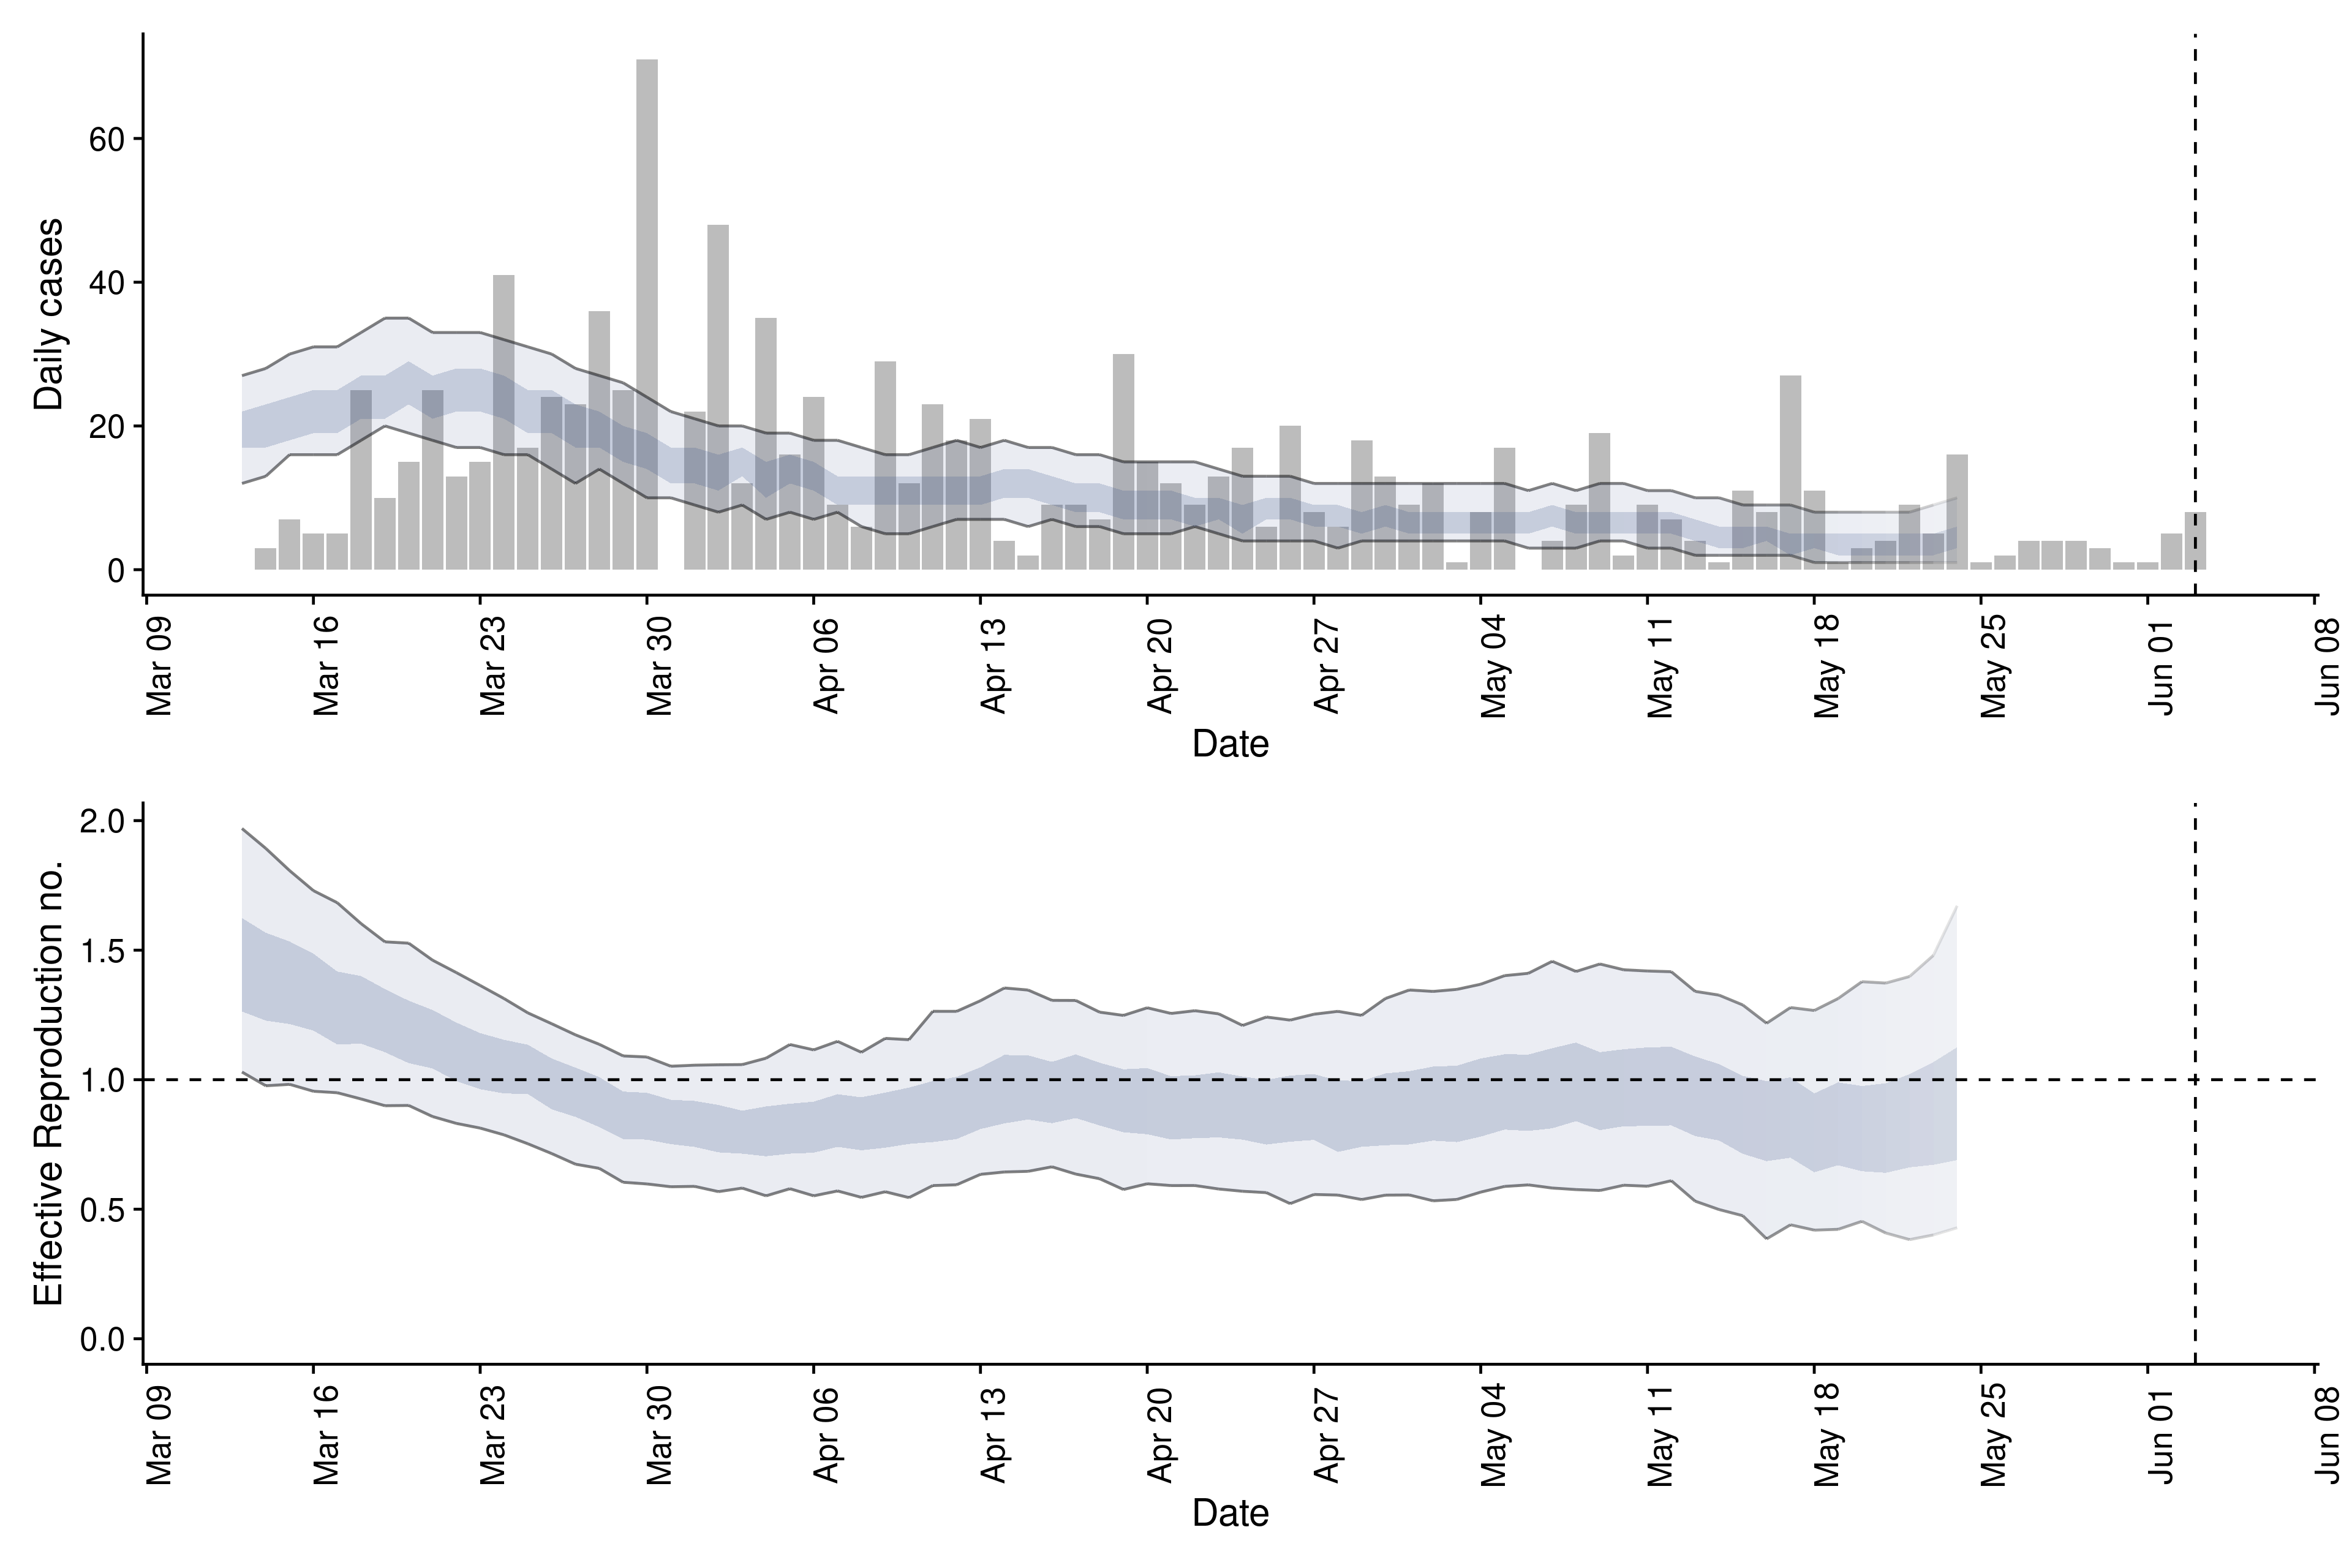 Daily cases
60
40
20
0
Mar 09
Mar 16
Mar 23
Mar 30
Apr 06
Apr 13
Apr 20
Apr 27
May 04
May 11
May 18
May 25
Jun 01
Jun 08
Date
Effective Reproduction no.
2.0
1.5
1.0
0.5
0.0
Mar 09
Mar 16
Mar 23
Mar 30
Apr 06
Apr 13
Apr 20
Apr 27
May 04
May 11
May 18
May 25
Jun 01
Jun 08
Date